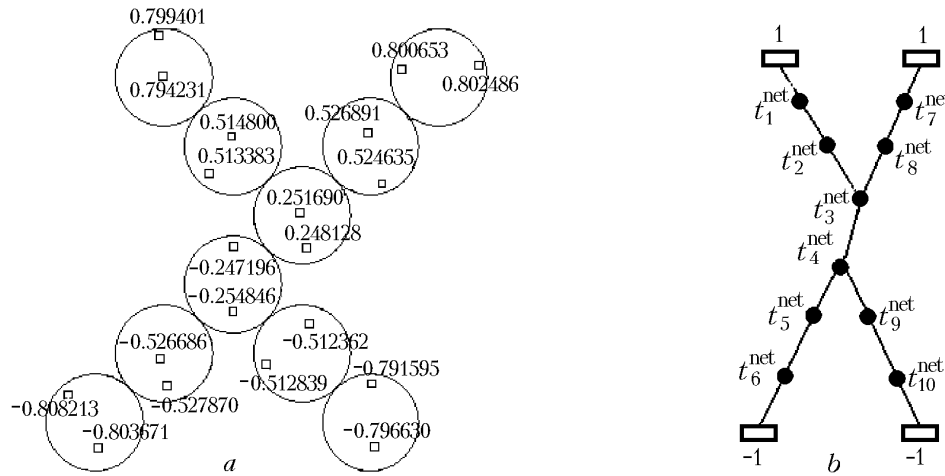 0.799401
0.794231
0.800653
0.802486
0.514800
0.513383
0.526891
0.524635
0.251690
0.248128
-0.247196
-0.254846
-0.526686
-0.527870
-0.512362
-0.512839
-0.808213
-0.803671
-0.791595
-0.796630
a
1 1
t₁ⁿᵉᵗ t₇ⁿᵉᵗ
t₂ⁿᵉᵗ t₈ⁿᵉᵗ
t₃ⁿᵉᵗ
t₄ⁿᵉᵗ
t₅ⁿᵉᵗ t₉ⁿᵉᵗ
t₆ⁿᵉᵗ t₁₀ⁿᵉᵗ
-1 -1
b